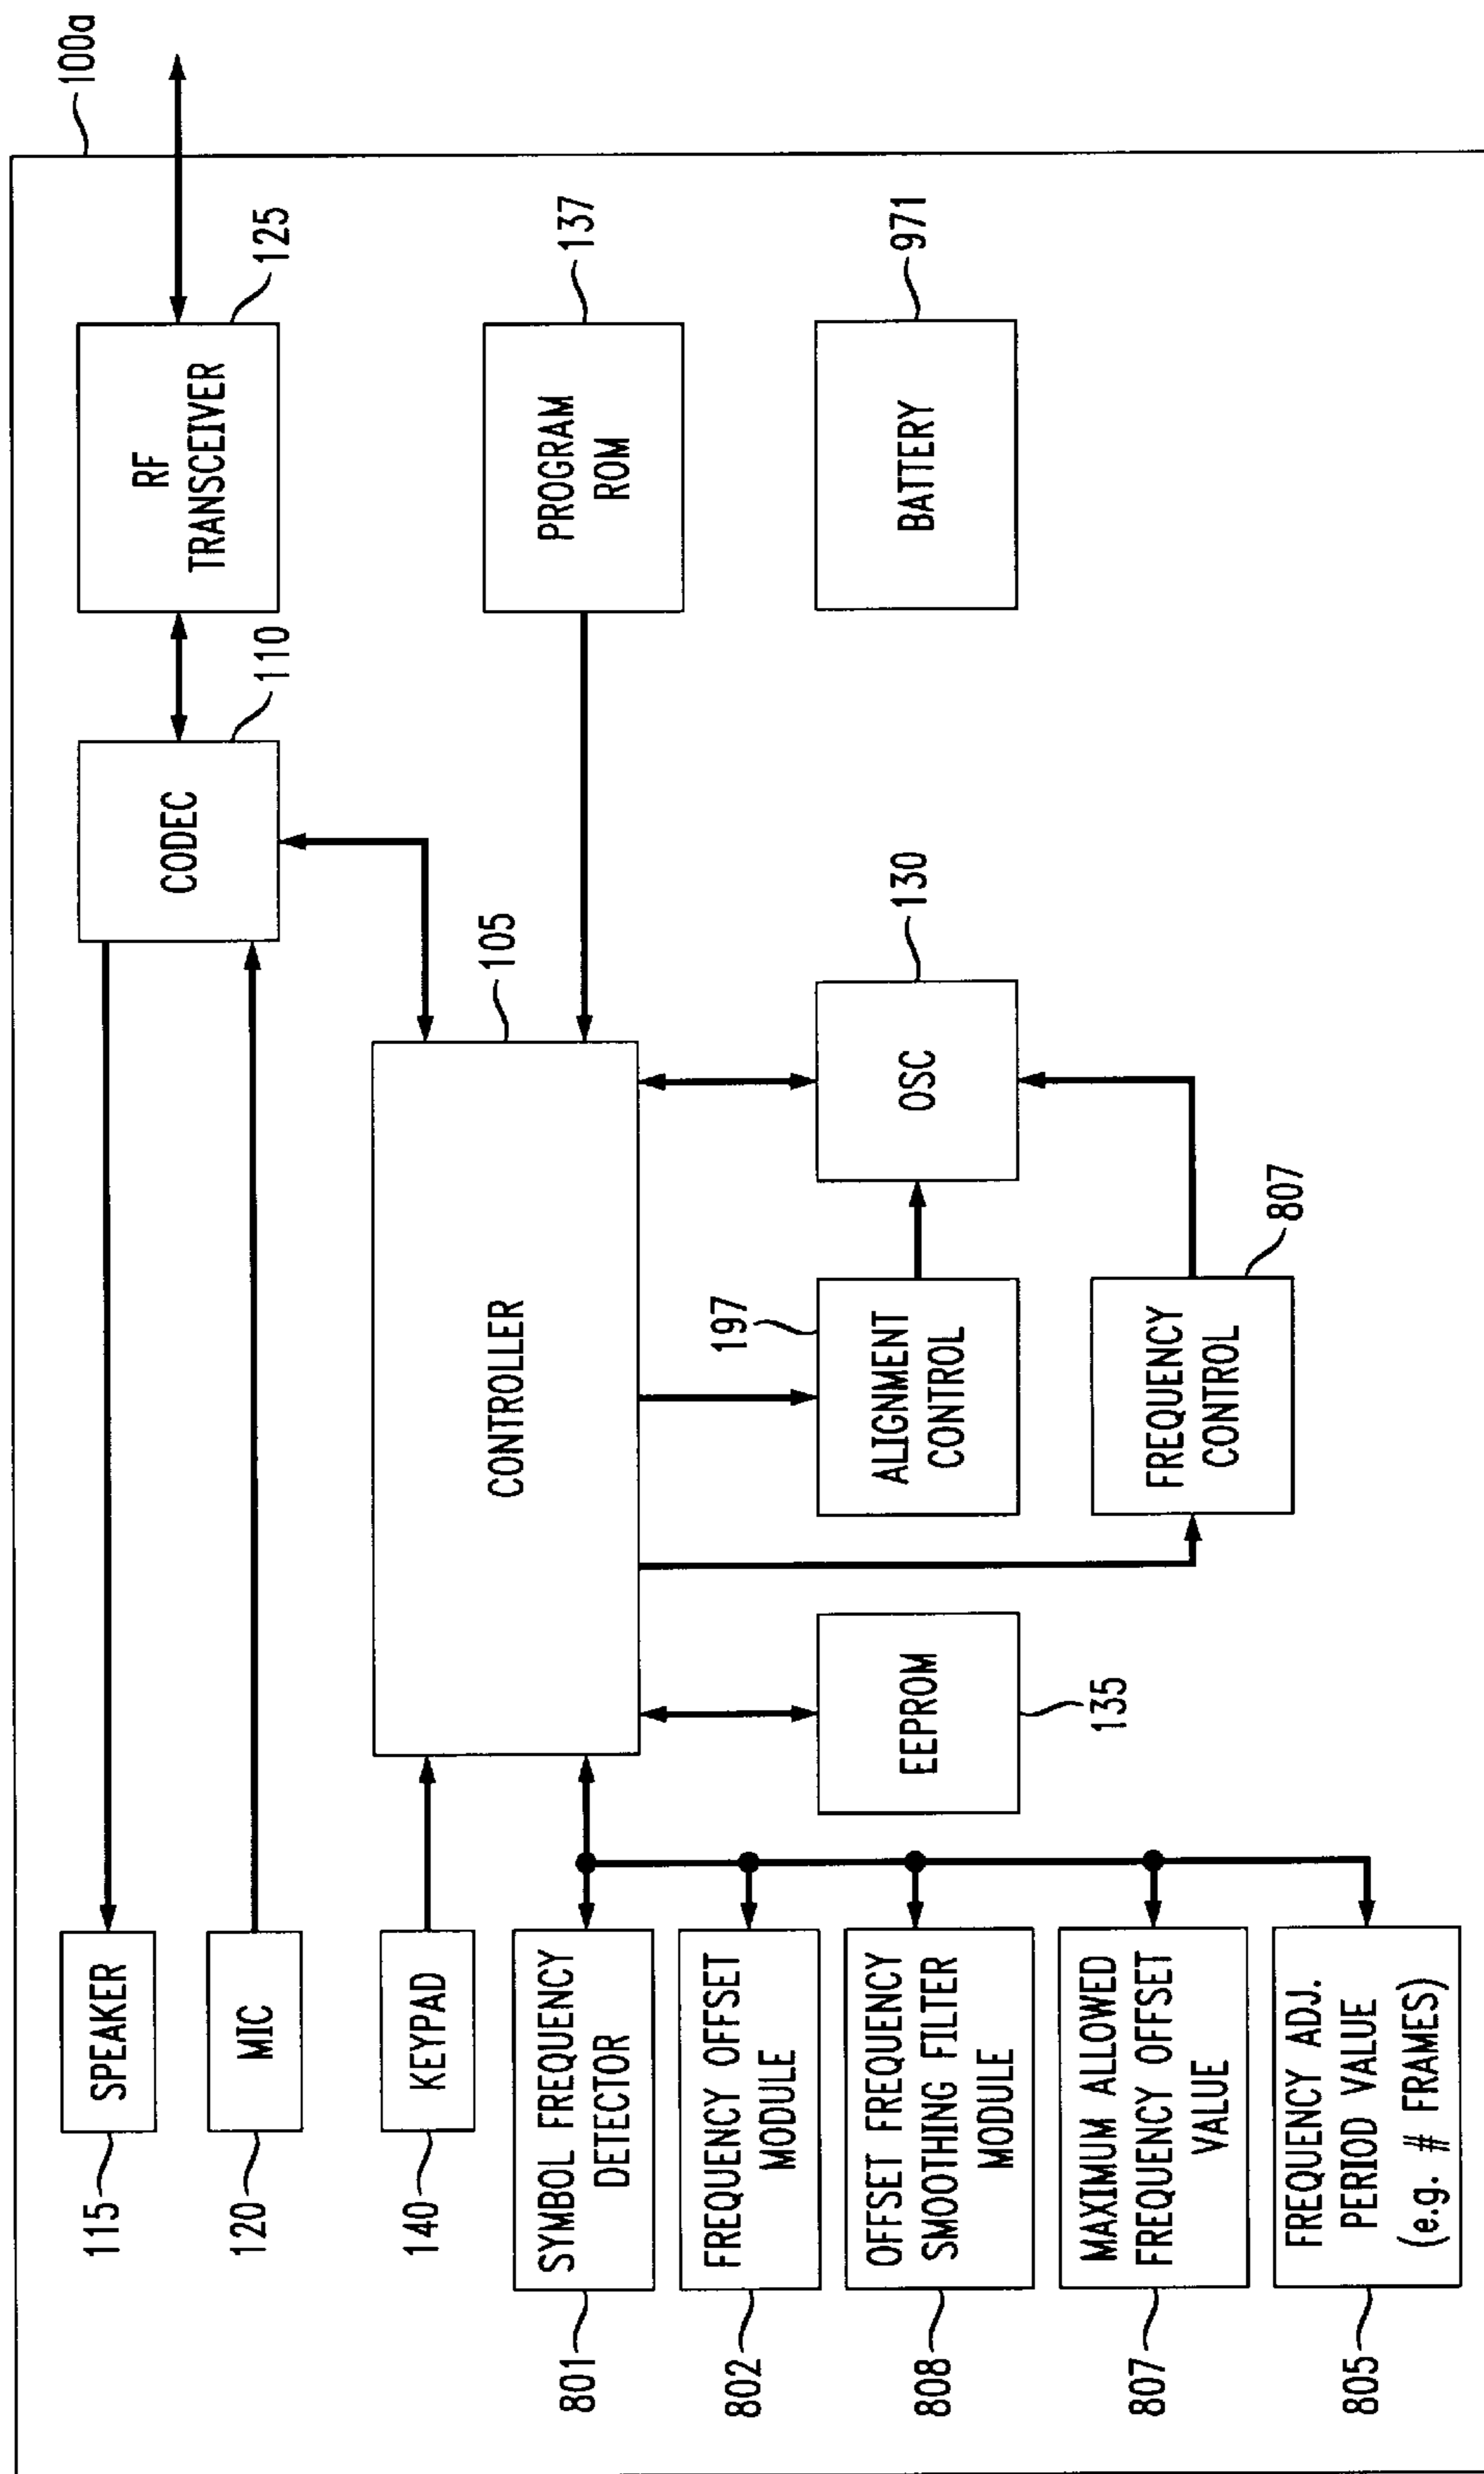 100a
115
SPEAKER
120
MIC
CODEC
110
RF
TRANSCEIVER
125
140
KEYPAD
CONTROLLER
105
PROGRAM
ROM
137
801
SYMBOL FREQUENCY
DETECTOR
802
FREQUENCY OFFSET
MODULE
808
OFFSET FREQUENCY
SMOOTHING FILTER
MODULE
807
MAXIMUM ALLOWED
FREQUENCY OFFSET
VALUE
805
FREQUENCY ADJ.
PERIOD VALUE
(e.g. # FRAMES)
EEPROM
135
197
ALIGNMENT
CONTROL
OSC
130
FREQUENCY
CONTROL
807
BATTERY
971